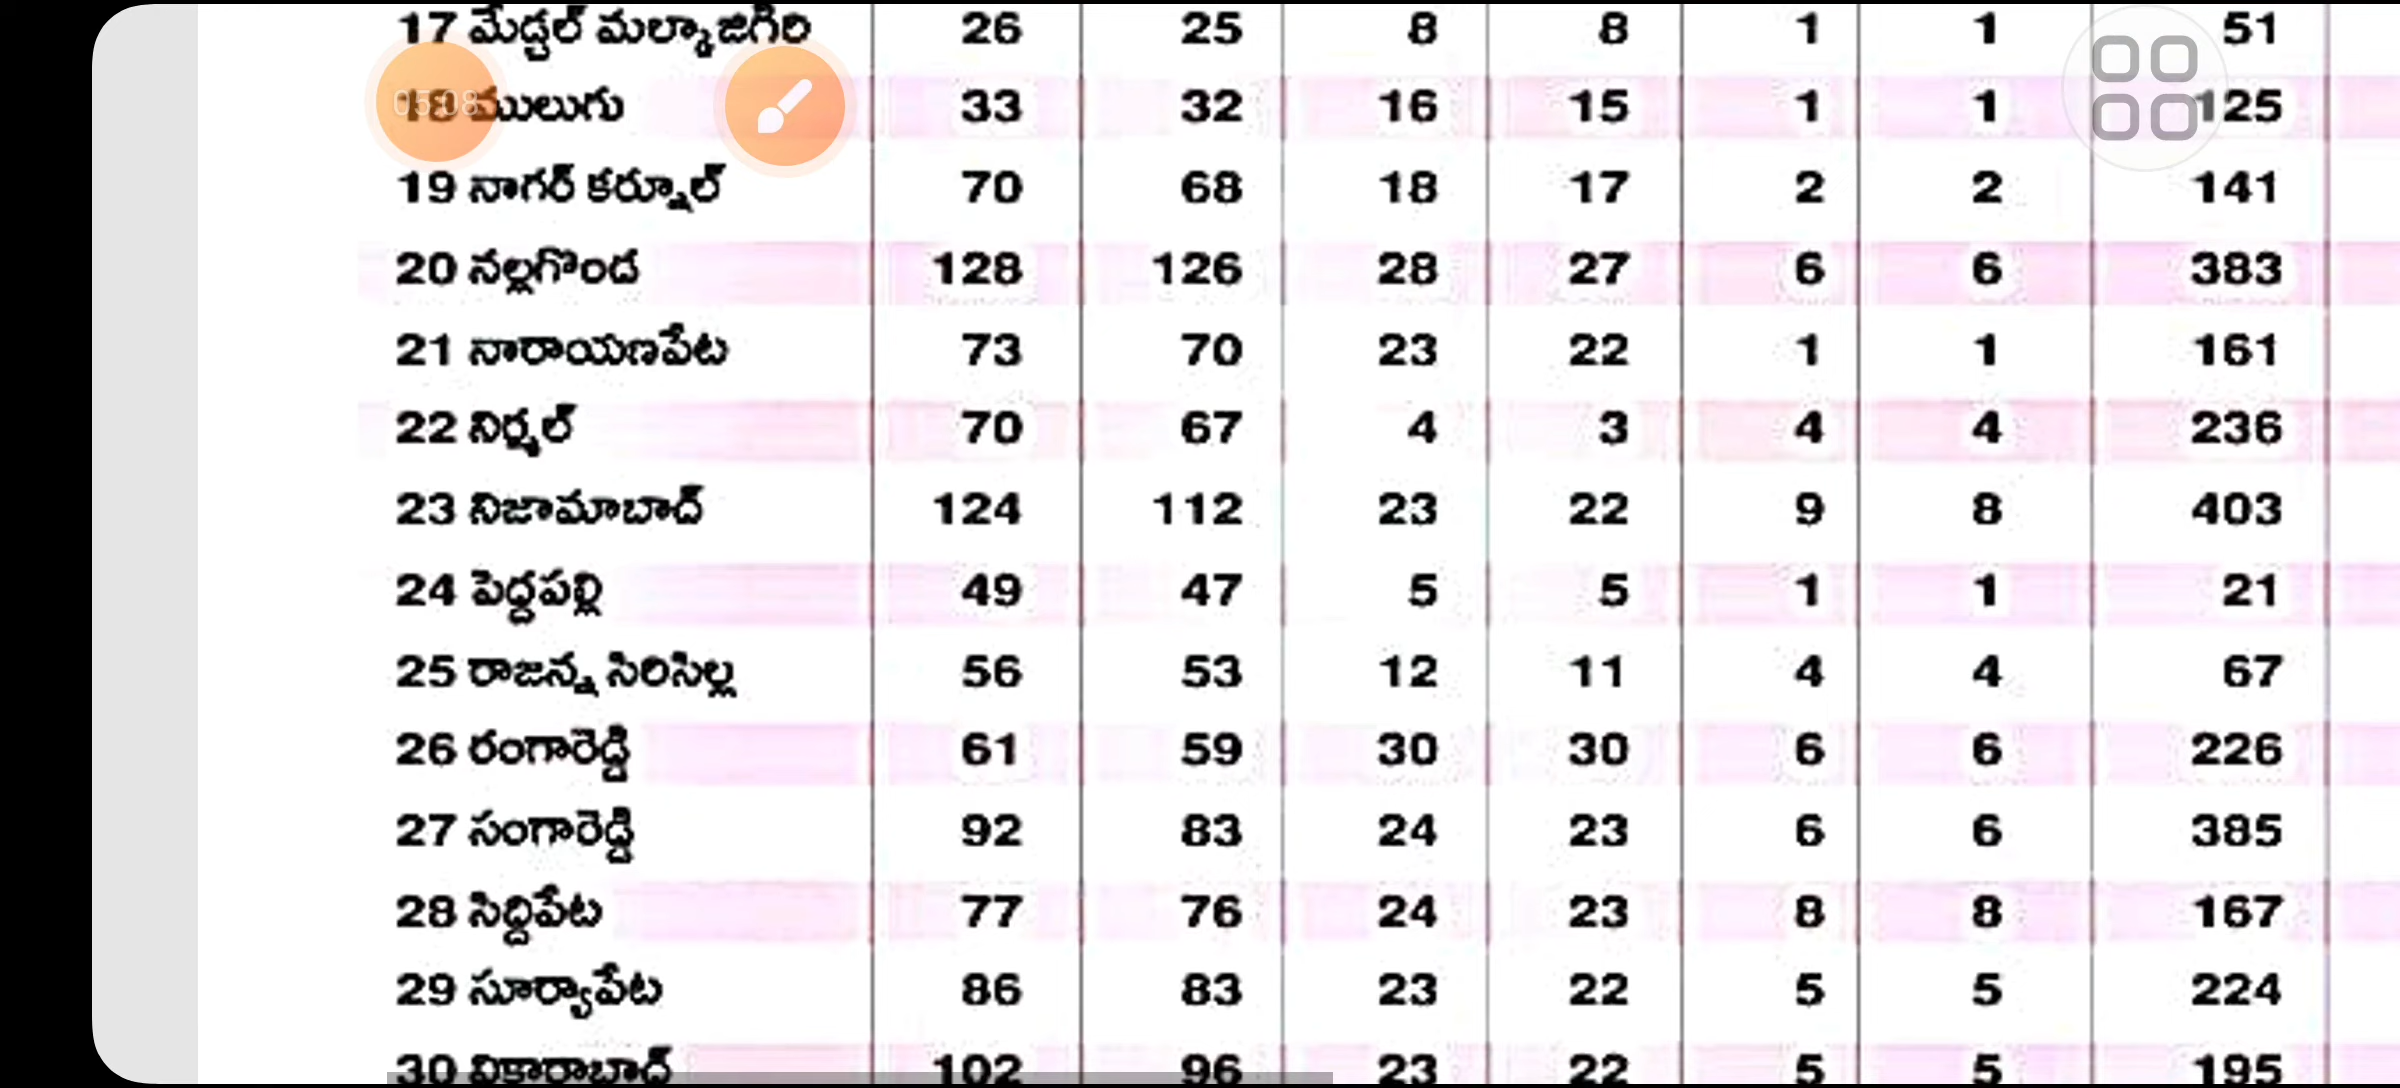 17 మేడ్చల్ మల్కాజిగిరి 26 25 8 8 1 1 51
18 ములుగు 33 32 16 15 1 1 125
19 నాగర్ కర్నూల్ 70 68 18 17 2 2 141
20 నల్లగొండ 128 126 28 27 6 6 383
21 నారాయణపేట 73 70 23 22 1 1 161
22 నిర్మల్ 70 67 4 3 4 4 236
23 నిజామాబాద్ 124 112 23 22 9 8 403
24 పెద్దపల్లి 49 47 5 5 1 1 21
25 రాజన్న సిరిసిల్ల 56 53 12 11 4 4 67
26 రంగారెడ్డి 61 59 30 30 6 6 226
27 సంగారెడ్డి 92 83 24 23 6 6 385
28 సిద్దిపేట 77 76 24 23 8 8 167
29 సూర్యాపేట 86 83 23 22 5 5 224
30 వికారాబాద్ 102 96 23 22 5 5 195